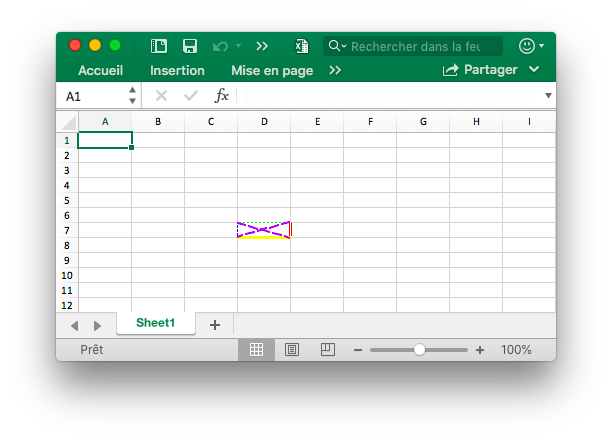 Rechercher dans la feu
Accueil Insertion Mise en page Partager
A1 fx
A B C D E F G H I
1
2
3
4
5
6
7
8
9
10
11
12
Sheet1 +
Prêt 100%